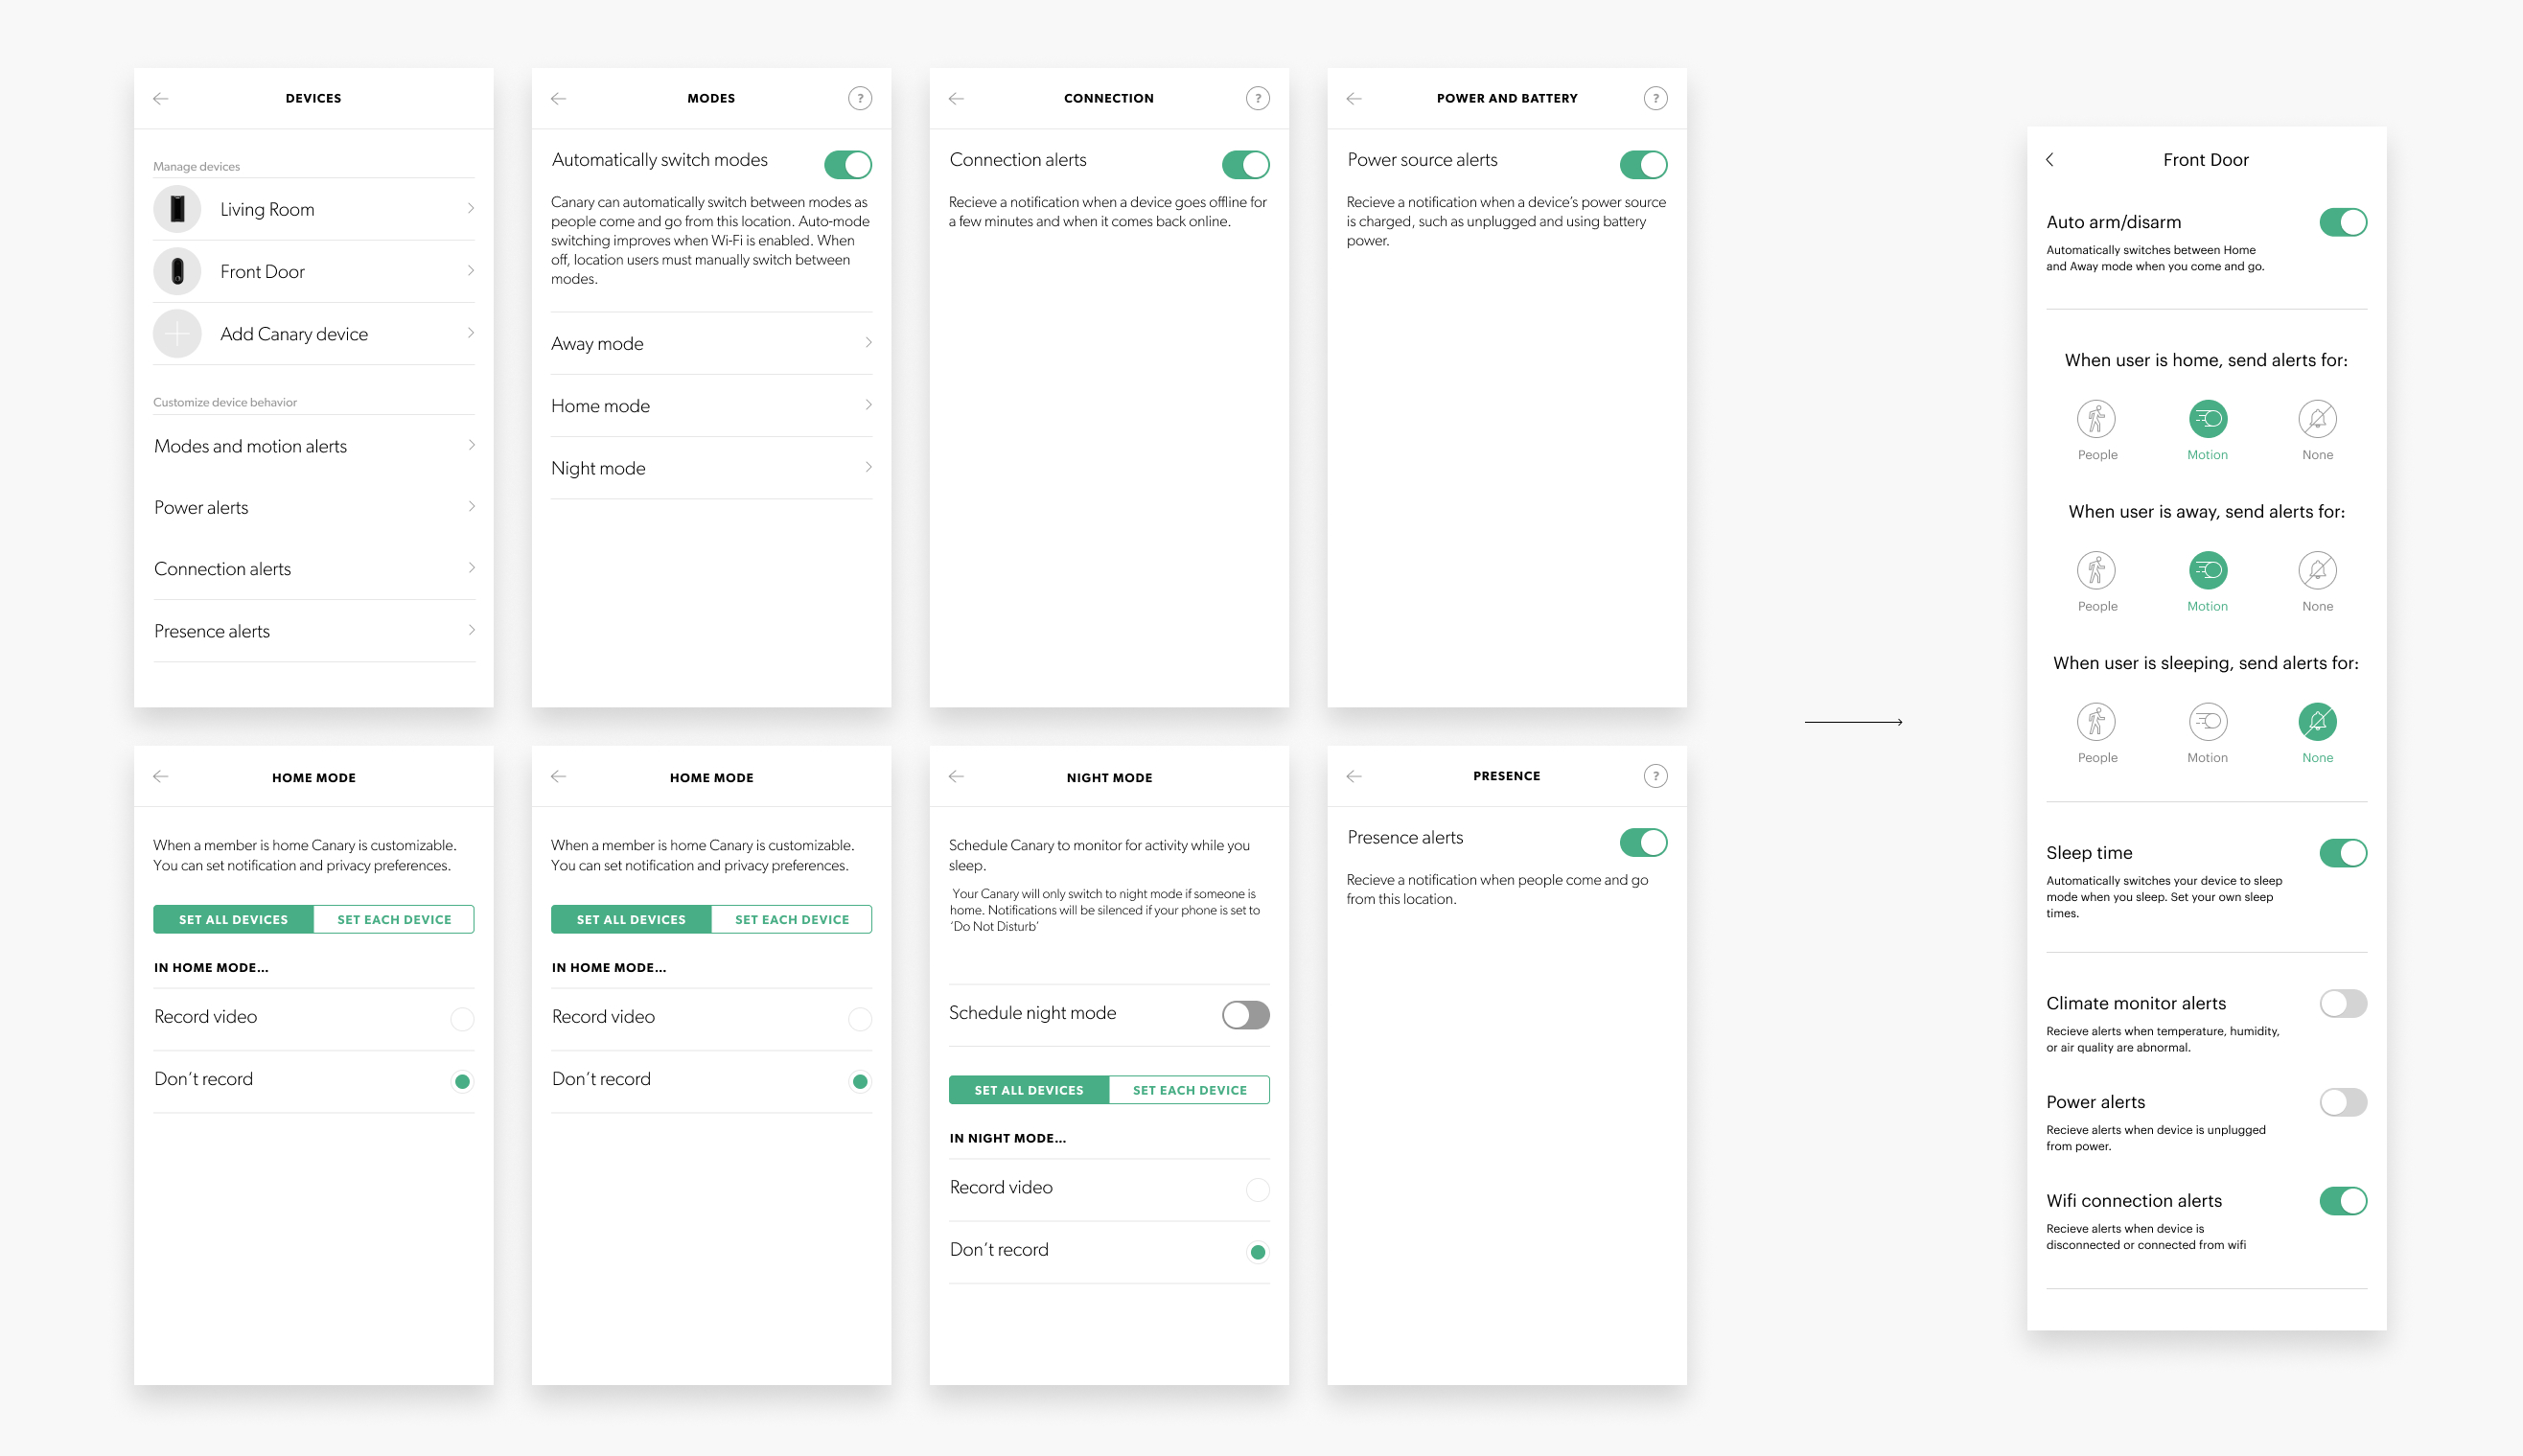 DEVICES
Manage devices
Living Room
Front Door
Add Canary device
Customize device behavior
Modes and motion alerts
Power alerts
Connection alerts
Presence alerts
MODES
?
Automatically switch modes
Canary can automatically switch between modes as
people come and go from this location. Auto-mode
switching improves when Wi-Fi is enabled. When
off, location users must manually switch between
modes.
Away mode
Home mode
Night mode
CONNECTION
?
Connection alerts
Recieve a notification when a device goes offline for
a few minutes and when it comes back online.
POWER AND BATTERY
?
Power source alerts
Recieve a notification when a device's power source
is charged, such as unplugged and using battery
power.
HOME MODE
When a member is home Canary is customizable.
You can set notification and privacy preferences.
SET ALL DEVICES SET EACH DEVICE
IN HOME MODE...
Record video
Don't record
HOME MODE
When a member is home Canary is customizable.
You can set notification and privacy preferences.
SET ALL DEVICES SET EACH DEVICE
IN HOME MODE...
Record video
Don't record
NIGHT MODE
Schedule Canary to monitor for activity while you
sleep.
Your Canary will only switch to night mode if someone is
home. Notifications will be silenced if your phone is set to
'Do Not Disturb'
Schedule night mode
SET ALL DEVICES SET EACH DEVICE
IN NIGHT MODE...
Record video
Don't record
PRESENCE
?
Presence alerts
Recieve a notification when people come and go
from this location.
Front Door
Auto arm/disarm
Automatically switches between Home
and Away mode when you come and go.
When user is home, send alerts for:
People Motion None
When user is away, send alerts for:
People Motion None
When user is sleeping, send alerts for:
People Motion None
Sleep time
Automatically switches your device to sleep
mode when you sleep. Set your own sleep
times.
Climate monitor alerts
Recieve alerts when temperature, humidity,
or air quality are abnormal.
Power alerts
Recieve alerts when device is unplugged
from power.
Wifi connection alerts
Recieve alerts when device is
disconnected or connected from wifi